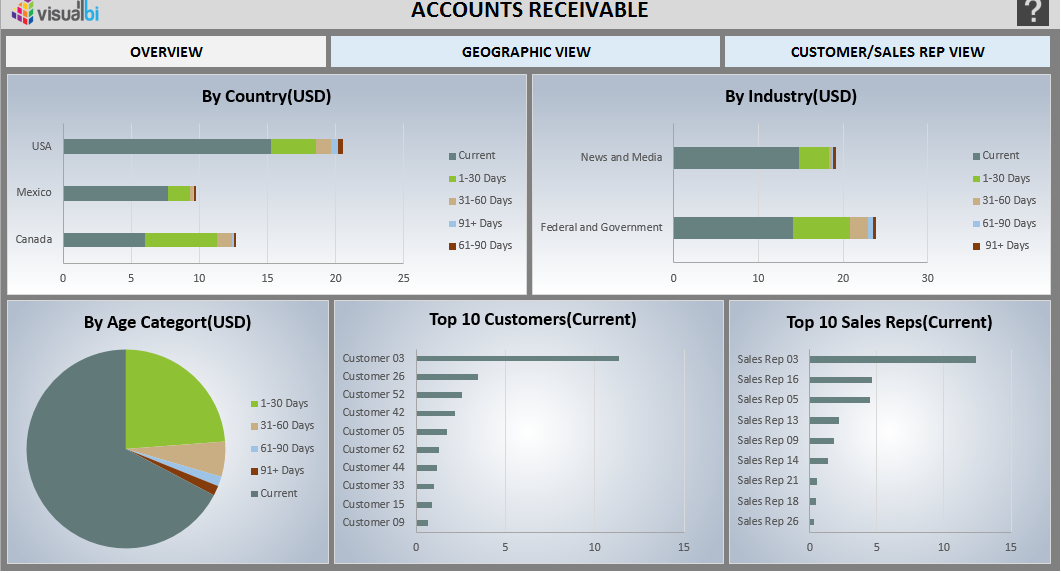 visualbi
ACCOUNTS RECEIVABLE
?
OVERVIEW
GEOGRAPHIC VIEW
CUSTOMER/SALES REP VIEW
By Country(USD)
USA
Mexico
Canada
0 5 10 15 20 25
Current
1-30 Days
31-60 Days
91+ Days
61-90 Days
By Industry(USD)
News and Media
Federal and Government
0 10 20 30
Current
1-30 Days
31-60 Days
61-90 Days
91+ Days
By Age Categort(USD)
1-30 Days
31-60 Days
61-90 Days
91+ Days
Current
Top 10 Customers(Current)
Customer 03
Customer 26
Customer 52
Customer 42
Customer 05
Customer 62
Customer 44
Customer 33
Customer 15
Customer 09
0 5 10 15
Top 10 Sales Reps(Current)
Sales Rep 03
Sales Rep 16
Sales Rep 05
Sales Rep 13
Sales Rep 09
Sales Rep 14
Sales Rep 21
Sales Rep 18
Sales Rep 26
0 5 10 15